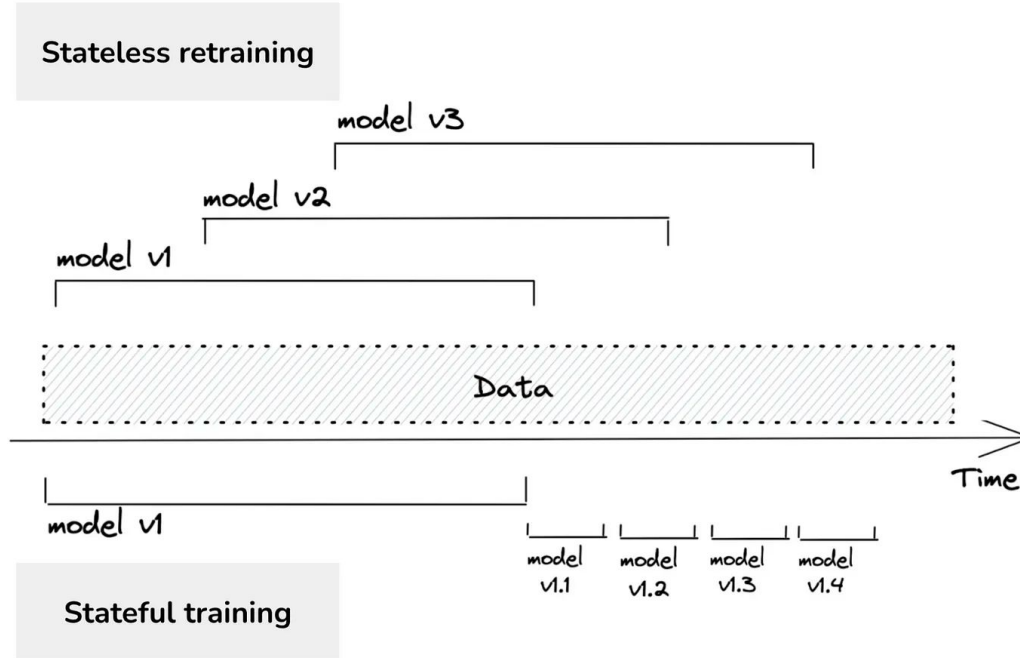 Stateless retraining
model v3
model v2
model v1
Data
Time
model v1
model
v1.1
model
v1.2
model
v1.3
model
v1.4
Stateful training